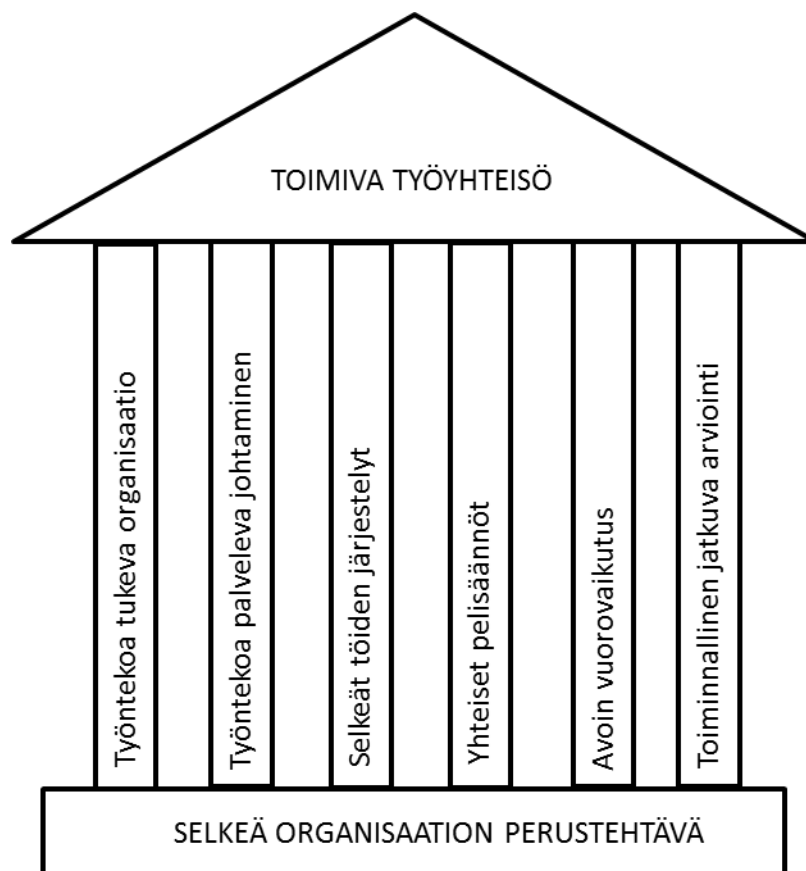 TOIMIVA TYÖYHTEISÖ
Työntekoa tukeva organisaatio
Työntekoa palveleva johtaminen
Selkeät töiden järjestelyt
Yhteiset pelisäännöt
Avoin vuorovaikutus
Toiminnallinen jatkuva arviointi
SELKEÄ ORGANISAATION PERUSTEHTÄVÄ